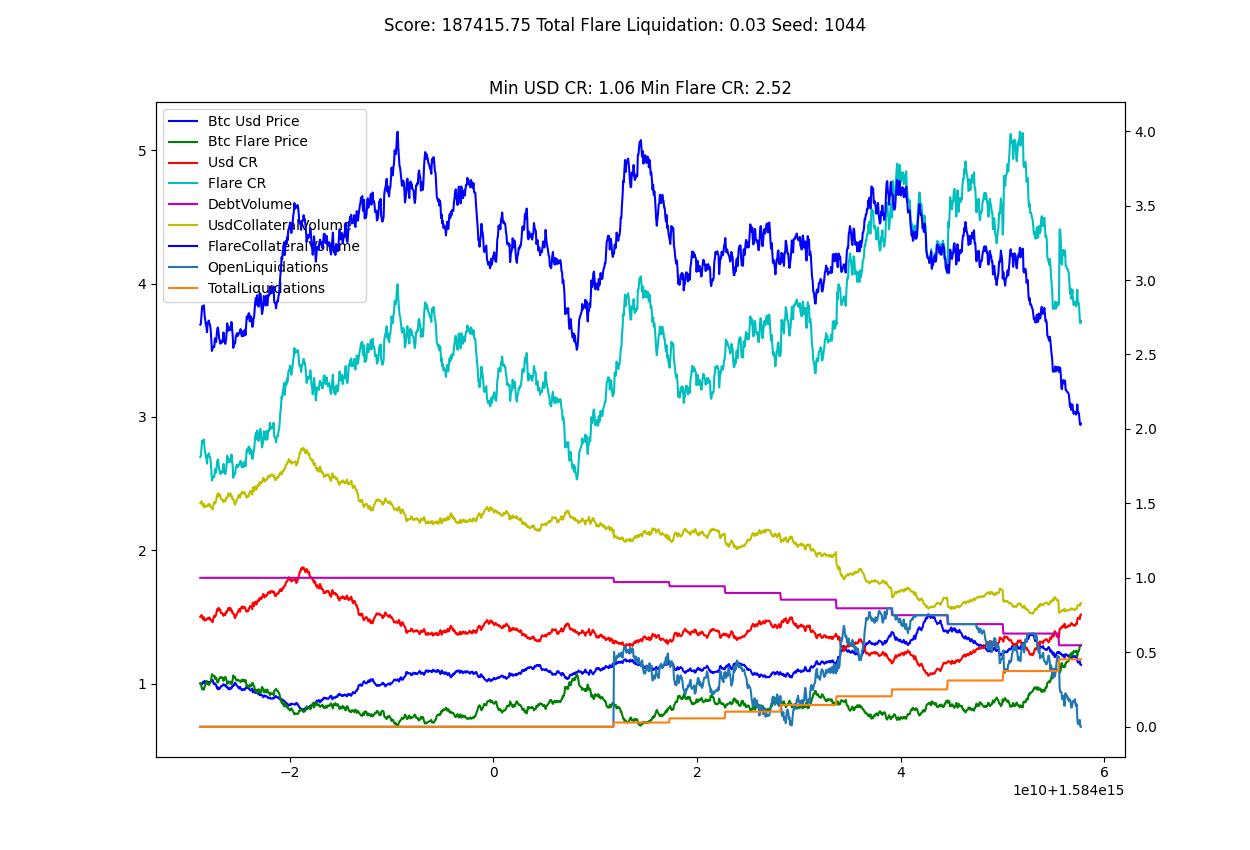 Score: 187415.75 Total Flare Liquidation: 0.03 Seed: 1044
Min USD CR: 1.06 Min Flare CR: 2.52
Btc Usd Price
Btc Flare Price
Usd CR
Flare CR
DebtVolume
UsdCollateralVolume
FlareCollateralVolume
OpenLiquidations
TotalLiquidations
5
4
3
2
1
4.0
3.5
3.0
2.5
2.0
1.5
1.0
0.5
0.0
−2 0 2 4 6
1e10+1.584e15